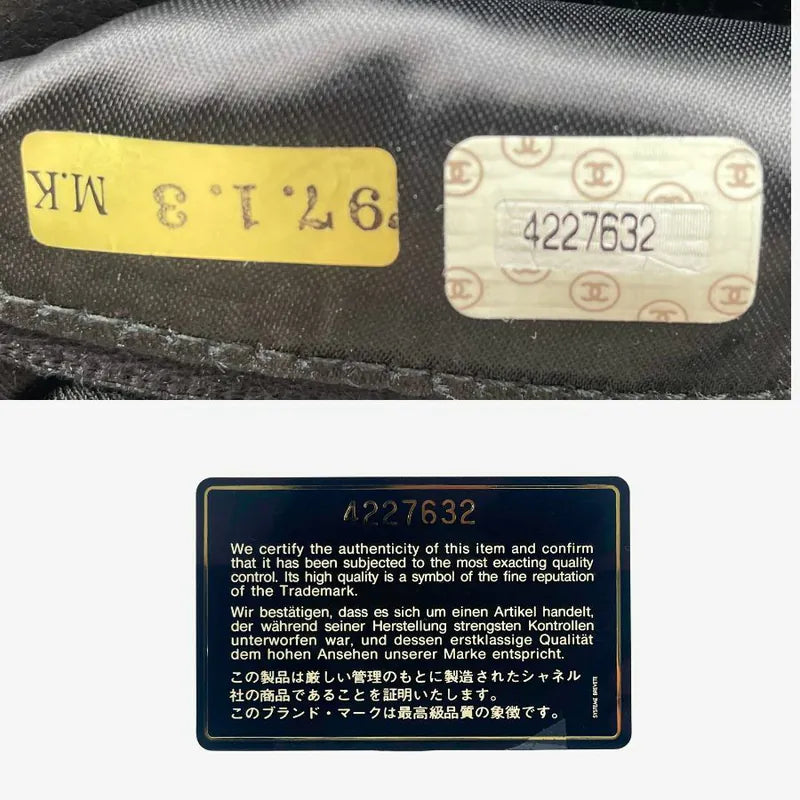 '97.1.3 M.K
4227632
4227632
We certify the authenticity of this item and confirm
that it has been subjected to the most exacting quality
control. Its high quality is a symbol of the fine reputation
of the Trademark.
Wir bestätigen, dass es sich um einen Artikel handelt,
der während seiner Herstellung strengsten Kontrollen
unterworfen war, und dessen erstklassige Qualität
dem hohen Ansehen unserer Marke entspricht.
この製品は厳しい管理のもとに製造されたシャネル
社の商品であることを証明いたします。
このブランド・マークは最高級品質の象徴です。